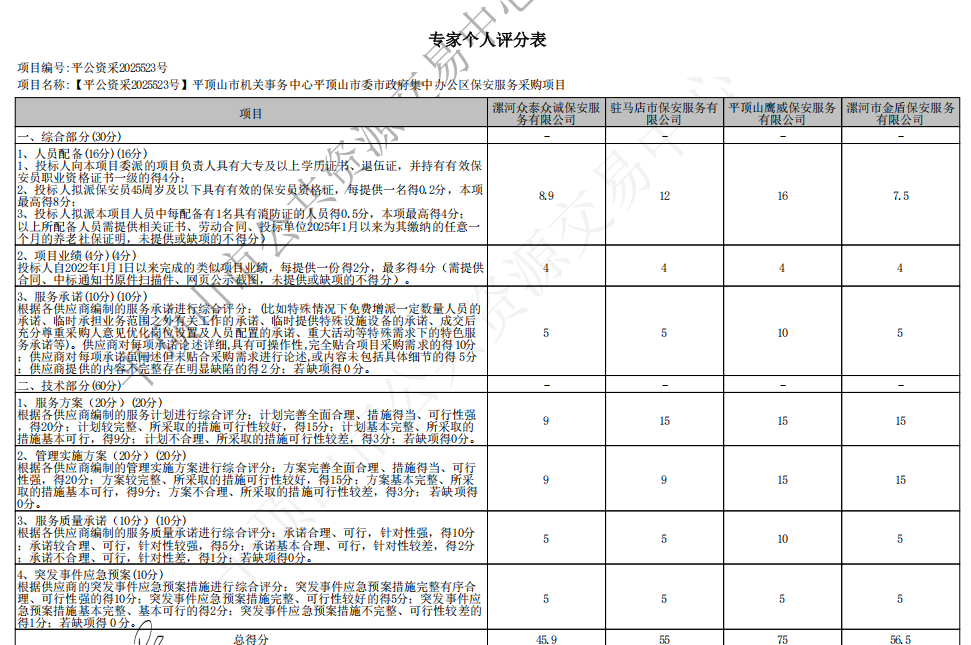 专家个人评分表
项目编号:平公资采2025523号
项目名称:【平公资采2025523号】平顶山市机关事务中心平顶山市委市政府集中办公区保安服务采购项目
项目 漯河众泰众诚保安服务有限公司 驻马店市保安服务有限公司 平顶山鹰威保安服务有限公司 漯河市金盾保安服务有限公司
一、综合部分(30分) - - - -
1、人员配备(16分)(16分)
1、投标人向本项目委派的项目负责人具有大专及以上学历证书、退伍证，并持有有效保
安员职业资格证书一级的得4分；
2、投标人拟派保安员45周岁及以下具有有效的保安员资格证，每提供一名得0.2分，本项
最高得8分；
3、投标人拟派本项目人员中每配备有1名具有消防证的人员得0.5分，本项最高得4分；
以上所配备人员需提供相关证书、劳动合同、投标单位2025年1月以来为其缴纳的任意一
个月的养老社保证明，未提供或缺项的不得分）
8.9 12 16 7.5
2、项目业绩(4分)(4分)
投标人自2022年1月1日以来完成的类似项目业绩，每提供一份得2分，最多得4分（需提供
合同、中标通知书原件扫描件、网页公示截图，未提供或缺项的不得分）。
4 4 4 4
3、服务承诺(10分)(10分)
根据各供应商编制的服务承诺进行综合评分：(比如特殊情况下免费增派一定数量人员的
承诺、临时承担业务范围之外有关工作的承诺、临时提供特殊设施设备的承诺、成交后
充分尊重采购人意见优化岗位设置及人员配置的承诺、重大活动等特殊需求下的特色服
务承诺等)。供应商对每项承诺论述详细,具有可操作性,完全贴合项目采购需求的得10分
；供应商对每项承诺虽阐述但未贴合采购需求进行论述,或内容未包括具体细节的得5分
；供应商提供的内容不完整存在明显缺陷的得2分；若缺项得0分。
5 5 10 5
二、技术部分(60分) - - - -
1、服务方案（20分）(20分)
根据各供应商编制的服务计划进行综合评分：计划完善全面合理、措施得当、可行性强
，得20分；计划较完整、所采取的措施可行性较好，得15分；计划基本完整、所采取的
措施基本可行，得9分；计划不合理、所采取的措施可行性较差，得3分；若缺项得0分。
9 15 15 15
2、管理实施方案（20分）(20分)
根据各供应商编制的管理实施方案进行综合评分：方案完善全面合理、措施得当、可行
性强，得20分；方案较完整、所采取的措施可行性较好，得15分；方案基本完整、所采
取的措施基本可行，得9分；方案不合理、所采取的措施可行性较差，得3分；若缺项得
0分。
9 9 15 15
3、服务质量承诺（10分）(10分)
根据各供应商编制的服务质量承诺进行综合评分：承诺合理、可行，针对性强，得10分
；承诺较合理、可行，针对性较强，得5分；承诺基本合理、可行，针对性较差，得2分
；承诺不合理、可行，针对性差，得1分；若缺项得0分。
5 5 10 5
4、突发事件应急预案(10分)
根据供应商的突发事件应急预案措施进行综合评分：突发事件应急预案措施完整有序合
理、可行性强的得10分；突发事件应急预案措施完整、可行性较好的得5分；突发事件应
急预案措施基本完整、基本可行的得2分；突发事件应急预案措施不完整、可行性较差的
得1分；若缺项得0分。
5 5 5 5
总得分 45.9 55 75 56.5
平顶山市公共资源交易中心
平顶山市公共资源交易中心